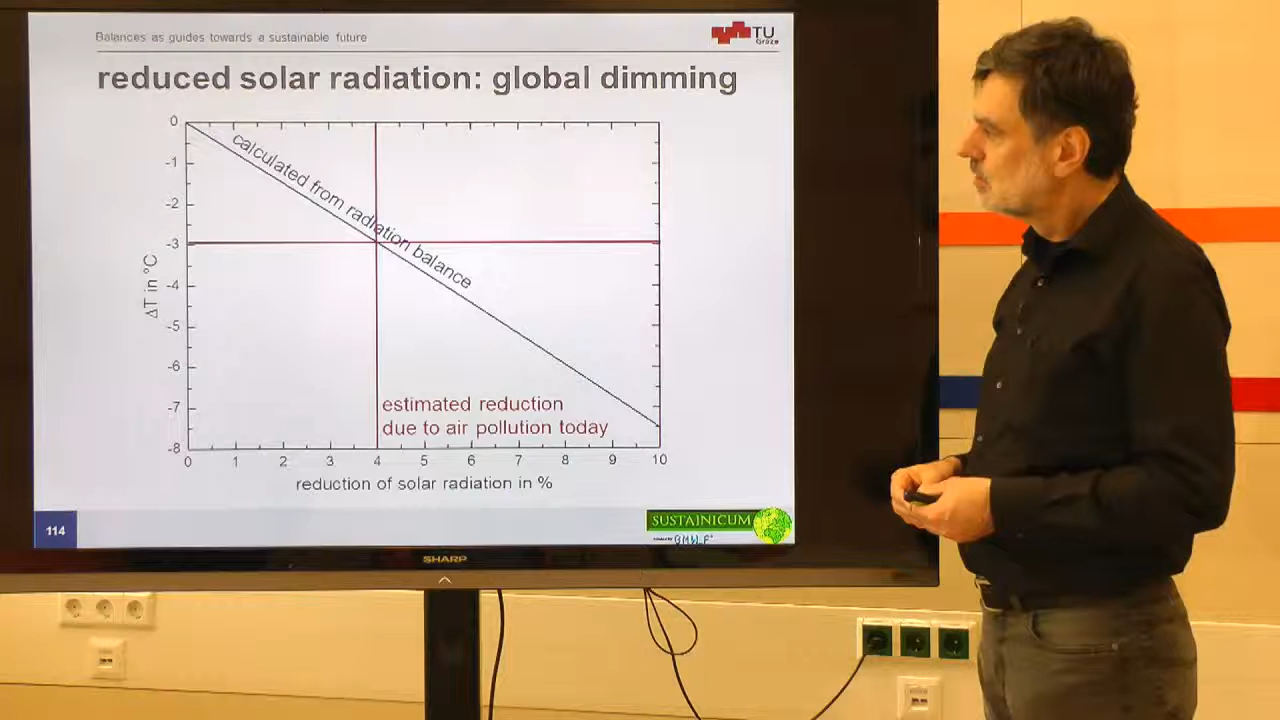 Balances as guides towards a sustainable future
TU
Graz
reduced solar radiation: global dimming
0
-1
-2
-3
-4
-5
-6
-7
-8
ΔT in °C
calculated from radiation balance
estimated reduction
due to air pollution today
0 1 2 3 4 5 6 7 8 9 10
reduction of solar radiation in %
114
SUSTAINICUM
SHARP